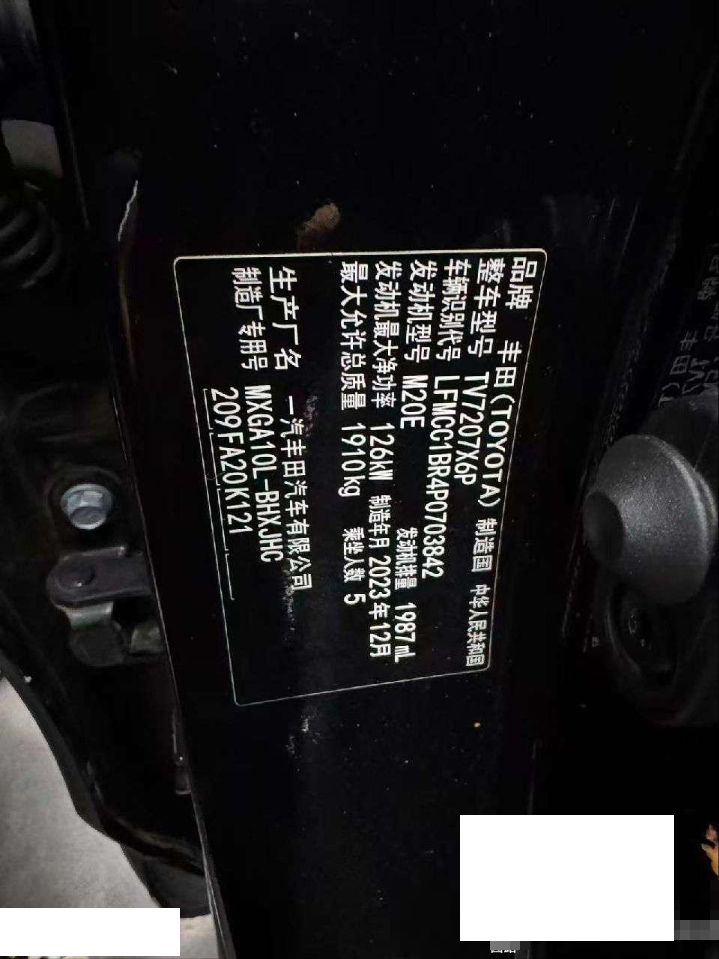 品牌 丰田(TOYOTA) 制造国 中华人民共和国
整车型号 TV7207X6P
车辆识别代号 LFMCC1BR4P0703842
发动机型号 M20E 发动机排量 1987 mL
发动机最大净功率 126kW 制造年月 2023年12月
最大允许总质量 1910kg 乘坐人数 5
生产厂名 一汽丰田汽车有限公司
制造厂专用号 MXGA10L-BHXJHC
209FA20K121